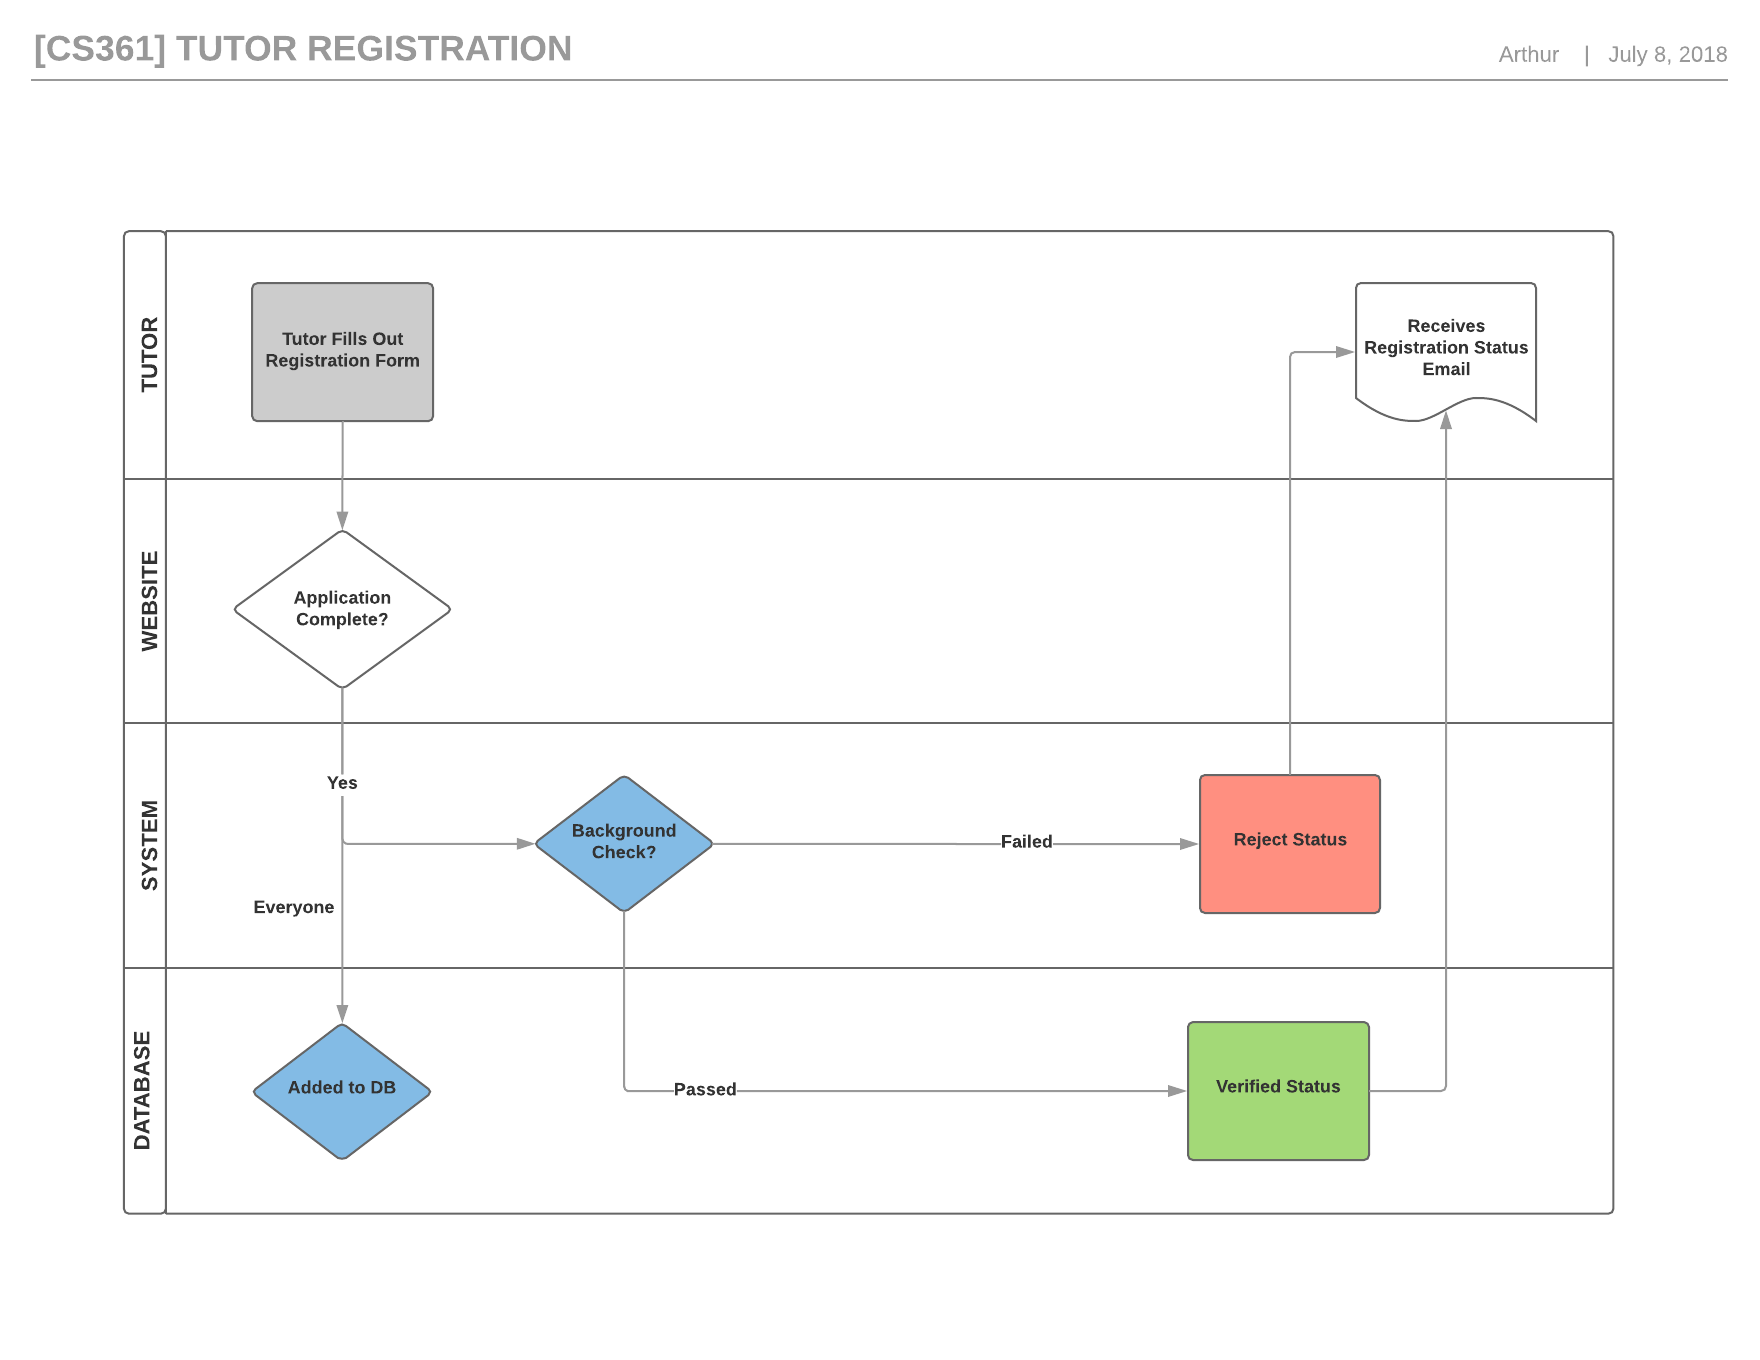 [CS361] TUTOR REGISTRATION
Arthur | July 8, 2018
TUTOR
Tutor Fills Out
Registration Form
Receives
Registration Status
Email
WEBSITE
Application
Complete?
SYSTEM
Yes
Background
Check?
Failed
Reject Status
Everyone
DATABASE
Added to DB
Passed
Verified Status